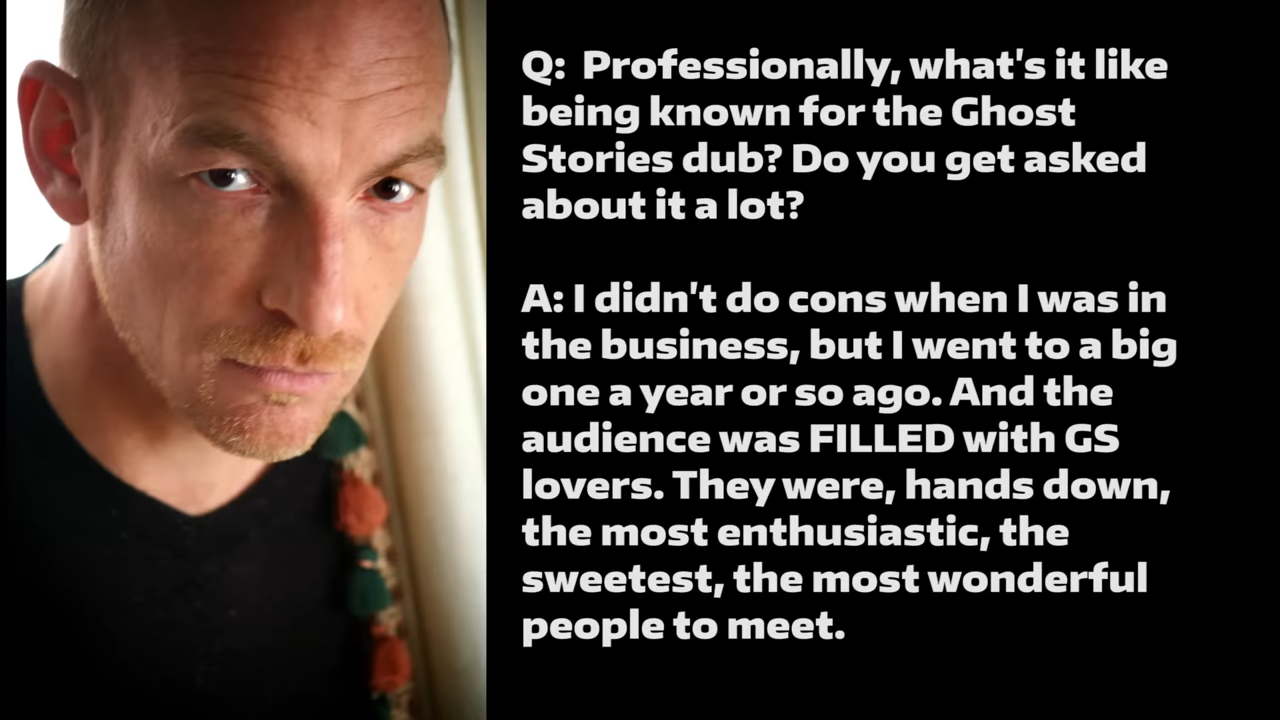 Q:  Professionally, what's it like
being known for the Ghost
Stories dub? Do you get asked
about it a lot?
A: I didn't do cons when I was in
the business, but I went to a big
one a year or so ago. And the
audience was FILLED with GS
lovers. They were, hands down,
the most enthusiastic, the
sweetest, the most wonderful
people to meet.